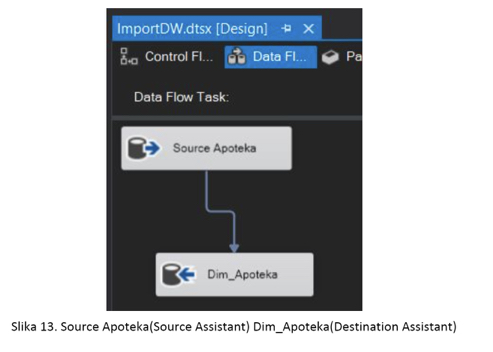 ImportDW.dtsx [Design]
Control Fl...
Data Fl...
Pa
Data Flow Task:
Source Apoteka
Dim_Apoteka
Slika 13. Source Apoteka(Source Assistant) Dim_Apoteka(Destination Assistant)